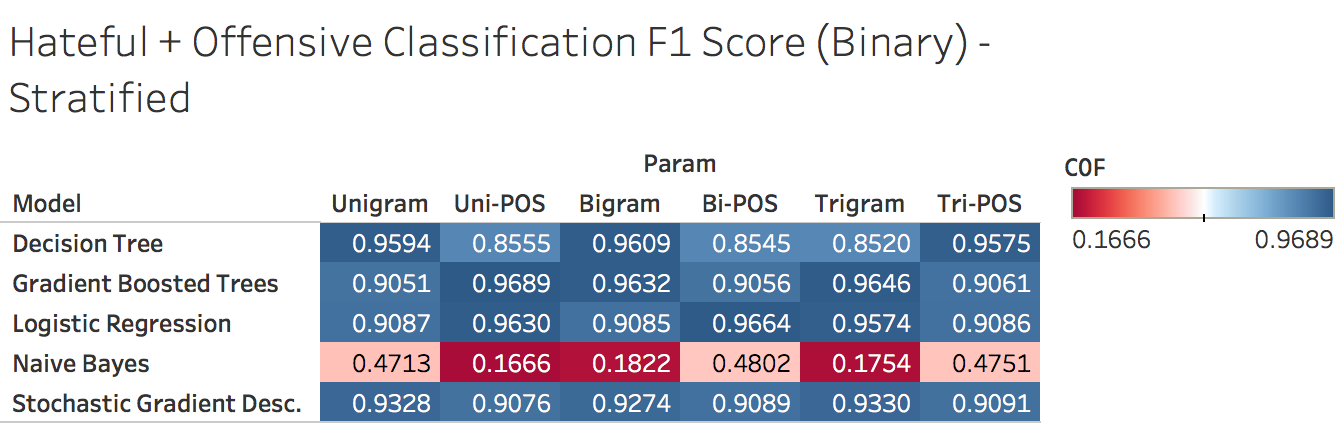 Hateful + Offensive Classification F1 Score (Binary) -
Stratified
Param
COF
Model Unigram Uni-POS Bigram Bi-POS Trigram Tri-POS
0.1666 0.9689
Decision Tree 0.9594 0.8555 0.9609 0.8545 0.8520 0.9575
Gradient Boosted Trees 0.9051 0.9689 0.9632 0.9056 0.9646 0.9061
Logistic Regression 0.9087 0.9630 0.9085 0.9664 0.9574 0.9086
Naive Bayes 0.4713 0.1666 0.1822 0.4802 0.1754 0.4751
Stochastic Gradient Desc. 0.9328 0.9076 0.9274 0.9089 0.9330 0.9091